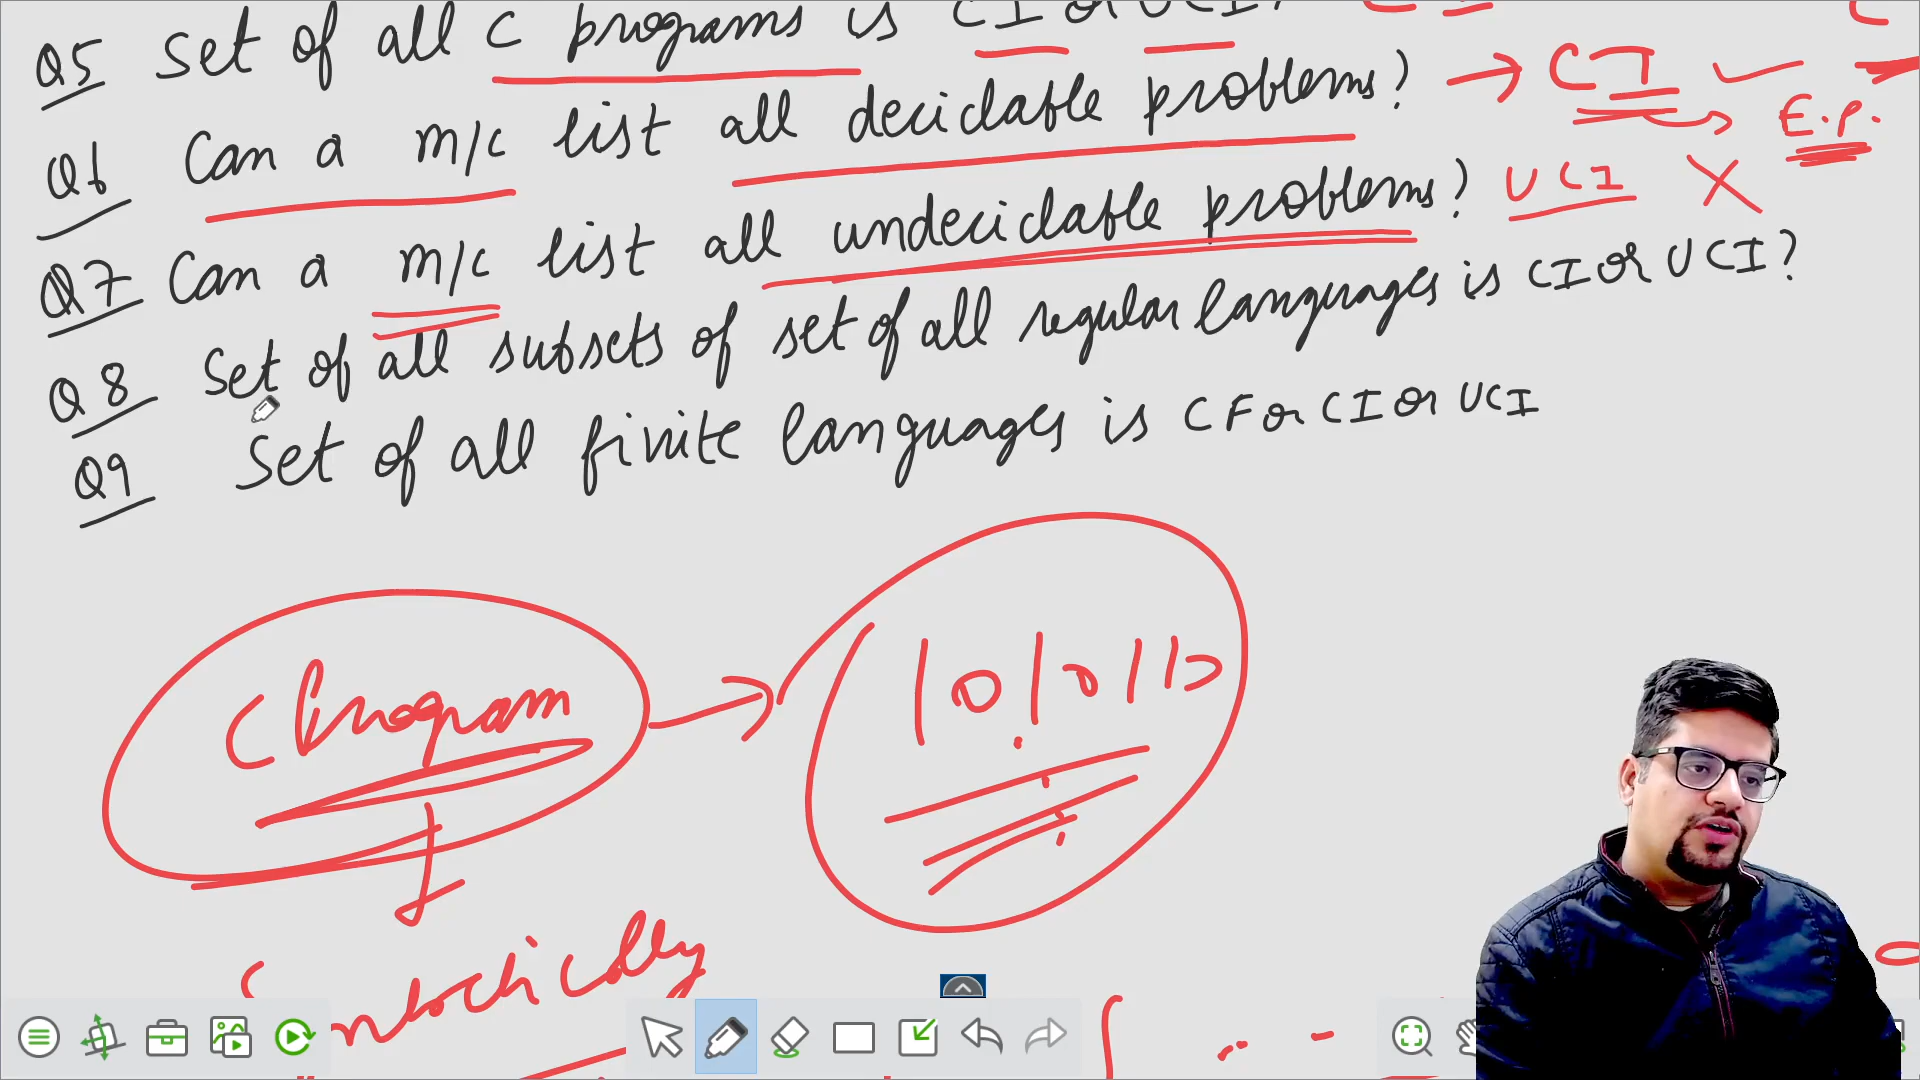 Q5 Set of all C programs is CI or UCI?
Q6 Can a m/c list all decidable problems? → CI ✓
E.P.
Q7 Can a m/c list all undecidable problems? UCI X
Q8 Set of all subsets of set of all regular languages is CI or UCI?
Q9 Set of all finite languages is CF or CI or UCI
C Program → 1010110